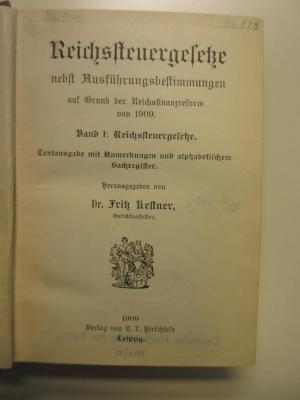 Reichssteuergesetze
nebst Ausführungsbestimmungen
auf Grund der Reichsfinanzreform
von 1909.
Band I: Reichssteuergesetze.
Textausgabe mit Anmerkungen und alphabetischem
Sachregister.
Herausgegeben von
Dr. Fritz Kestner,
Gerichtsassessor.
1909
Verlag von C. L. Hirschfeld
Leipzig.